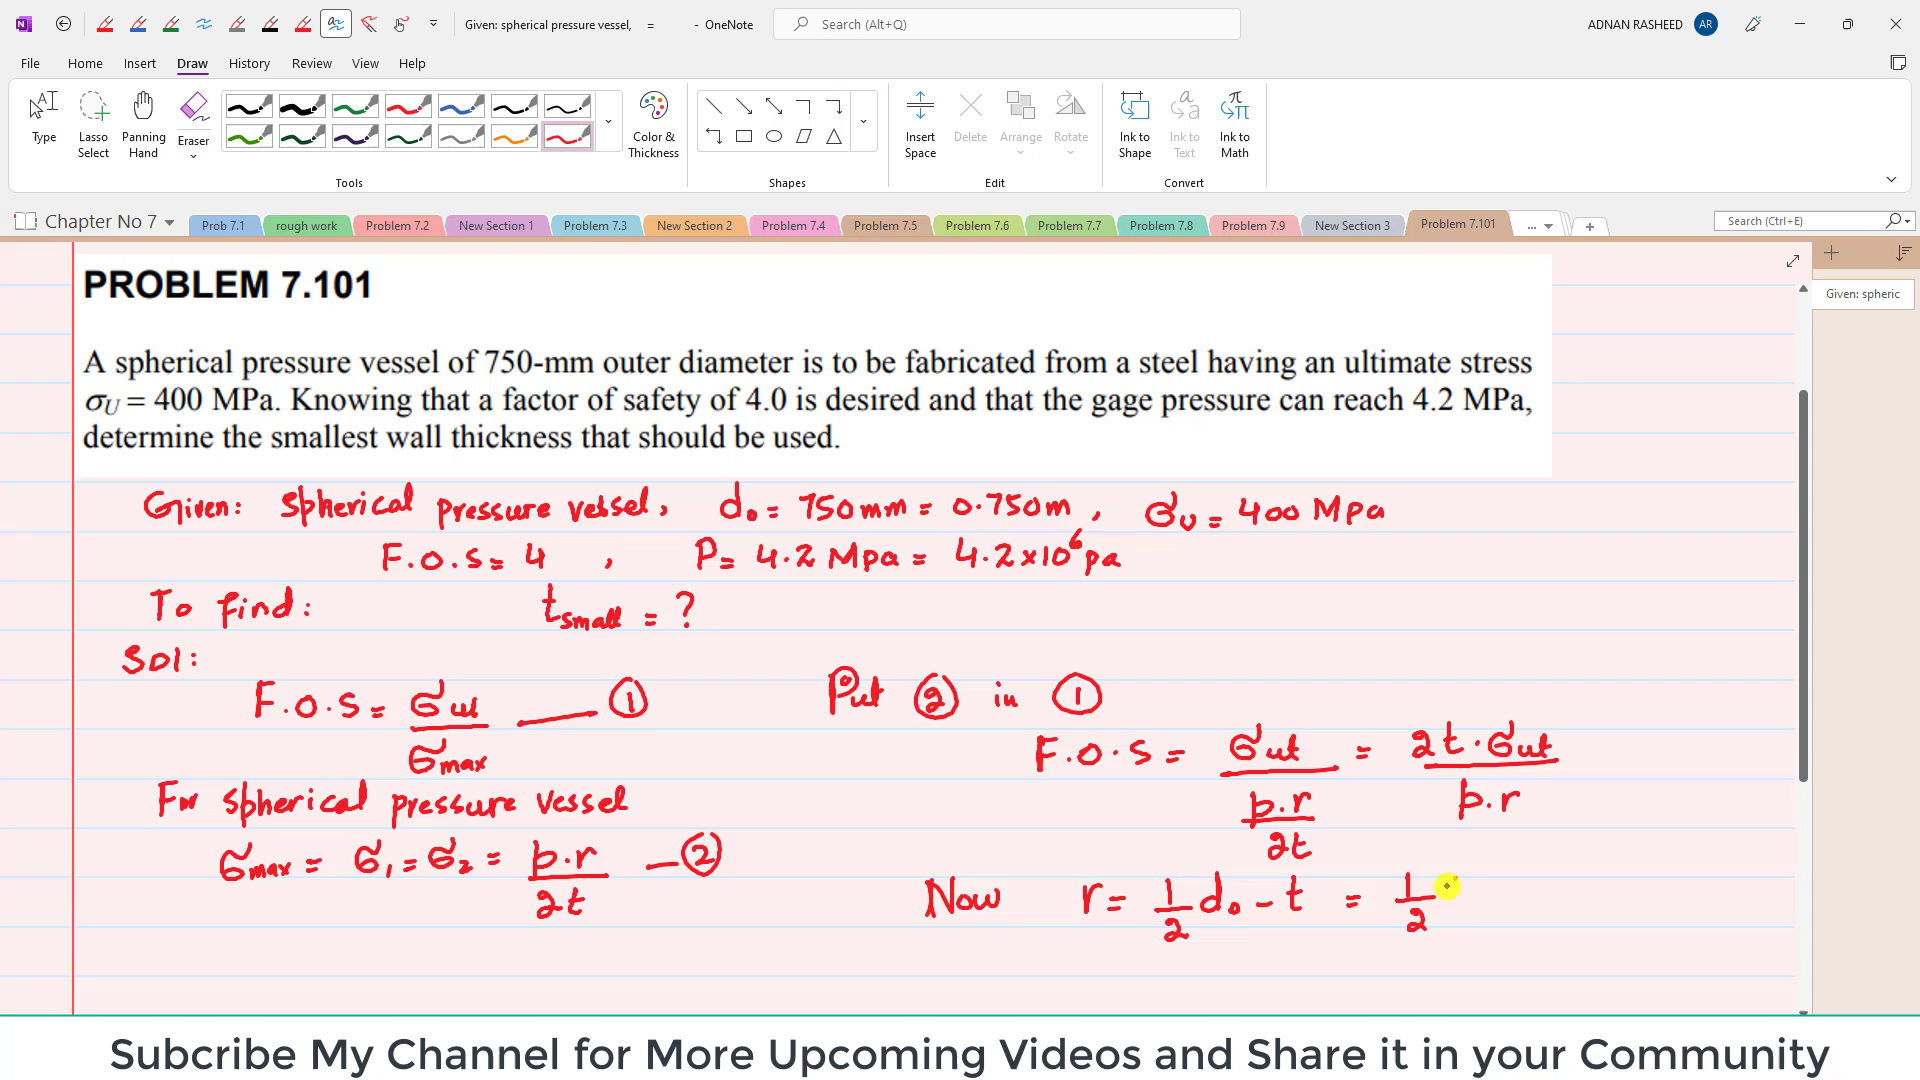 Given: spherical pressure vessel, = - OneNote
Search (Alt+Q)
ADNAN RASHEED AR
File Home Insert Draw History Review View Help
Type Lasso Select Panning Hand Eraser Color & Thickness Insert Space Delete Arrange Rotate Ink to Shape Ink to Text Ink to Math
Tools Shapes Edit Convert
Chapter No 7 Prob 7.1 rough work Problem 7.2 New Section 1 Problem 7.3 New Section 2 Problem 7.4 Problem 7.5 Problem 7.6 Problem 7.7 Problem 7.8 Problem 7.9 New Section 3 Problem 7.101 ... Search (Ctrl+E)
Given: spheric
PROBLEM 7.101
A spherical pressure vessel of 750-mm outer diameter is to be fabricated from a steel having an ultimate stress
σU = 400 MPa. Knowing that a factor of safety of 4.0 is desired and that the gage pressure can reach 4.2 MPa,
determine the smallest wall thickness that should be used.
Given: Spherical pressure vessel, do = 750mm = 0.750m, σU = 400 MPa
F.O.S = 4 , P = 4.2 Mpa = 4.2×10⁶ pa
To find: tsmall = ?
Sol:
F.O.S = σut / σmax —— ①
For spherical pressure vessel
σmax = σ1 = σ2 = p.r / 2t — ②
Put ② in ①
F.O.S = σut / (p.r / 2t) = 2t.σut / p.r
Now r = 1/2 do - t = 1/2
Subcribe My Channel for More Upcoming Videos and Share it in your Community